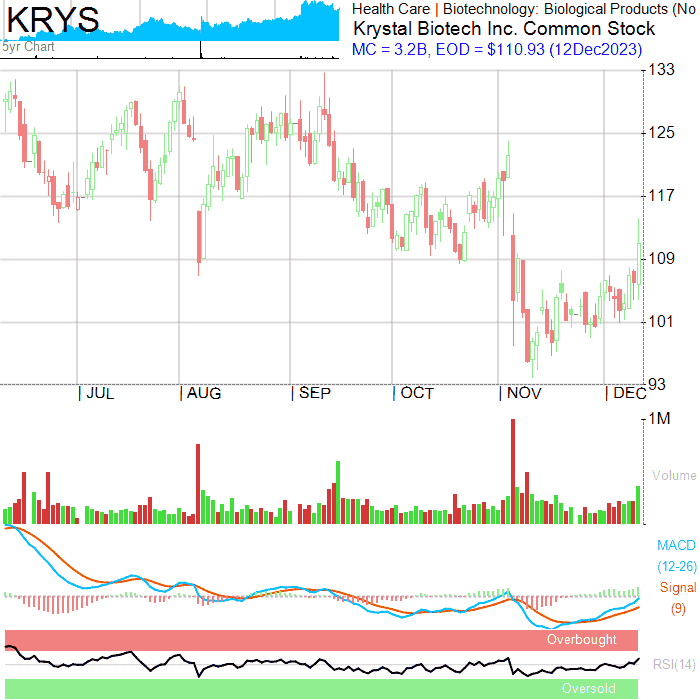 KRYS
5yr Chart
Health Care | Biotechnology: Biological Products (No
Krystal Biotech Inc. Common Stock
MC = 3.2B, EOD = $110.93 (12Dec2023)
133
125
117
109
101
93
JUL
AUG
SEP
OCT
NOV
DEC
1M
Volume
MACD
(12-26)
Signal
(9)
Overbought
RSI(14)
Oversold